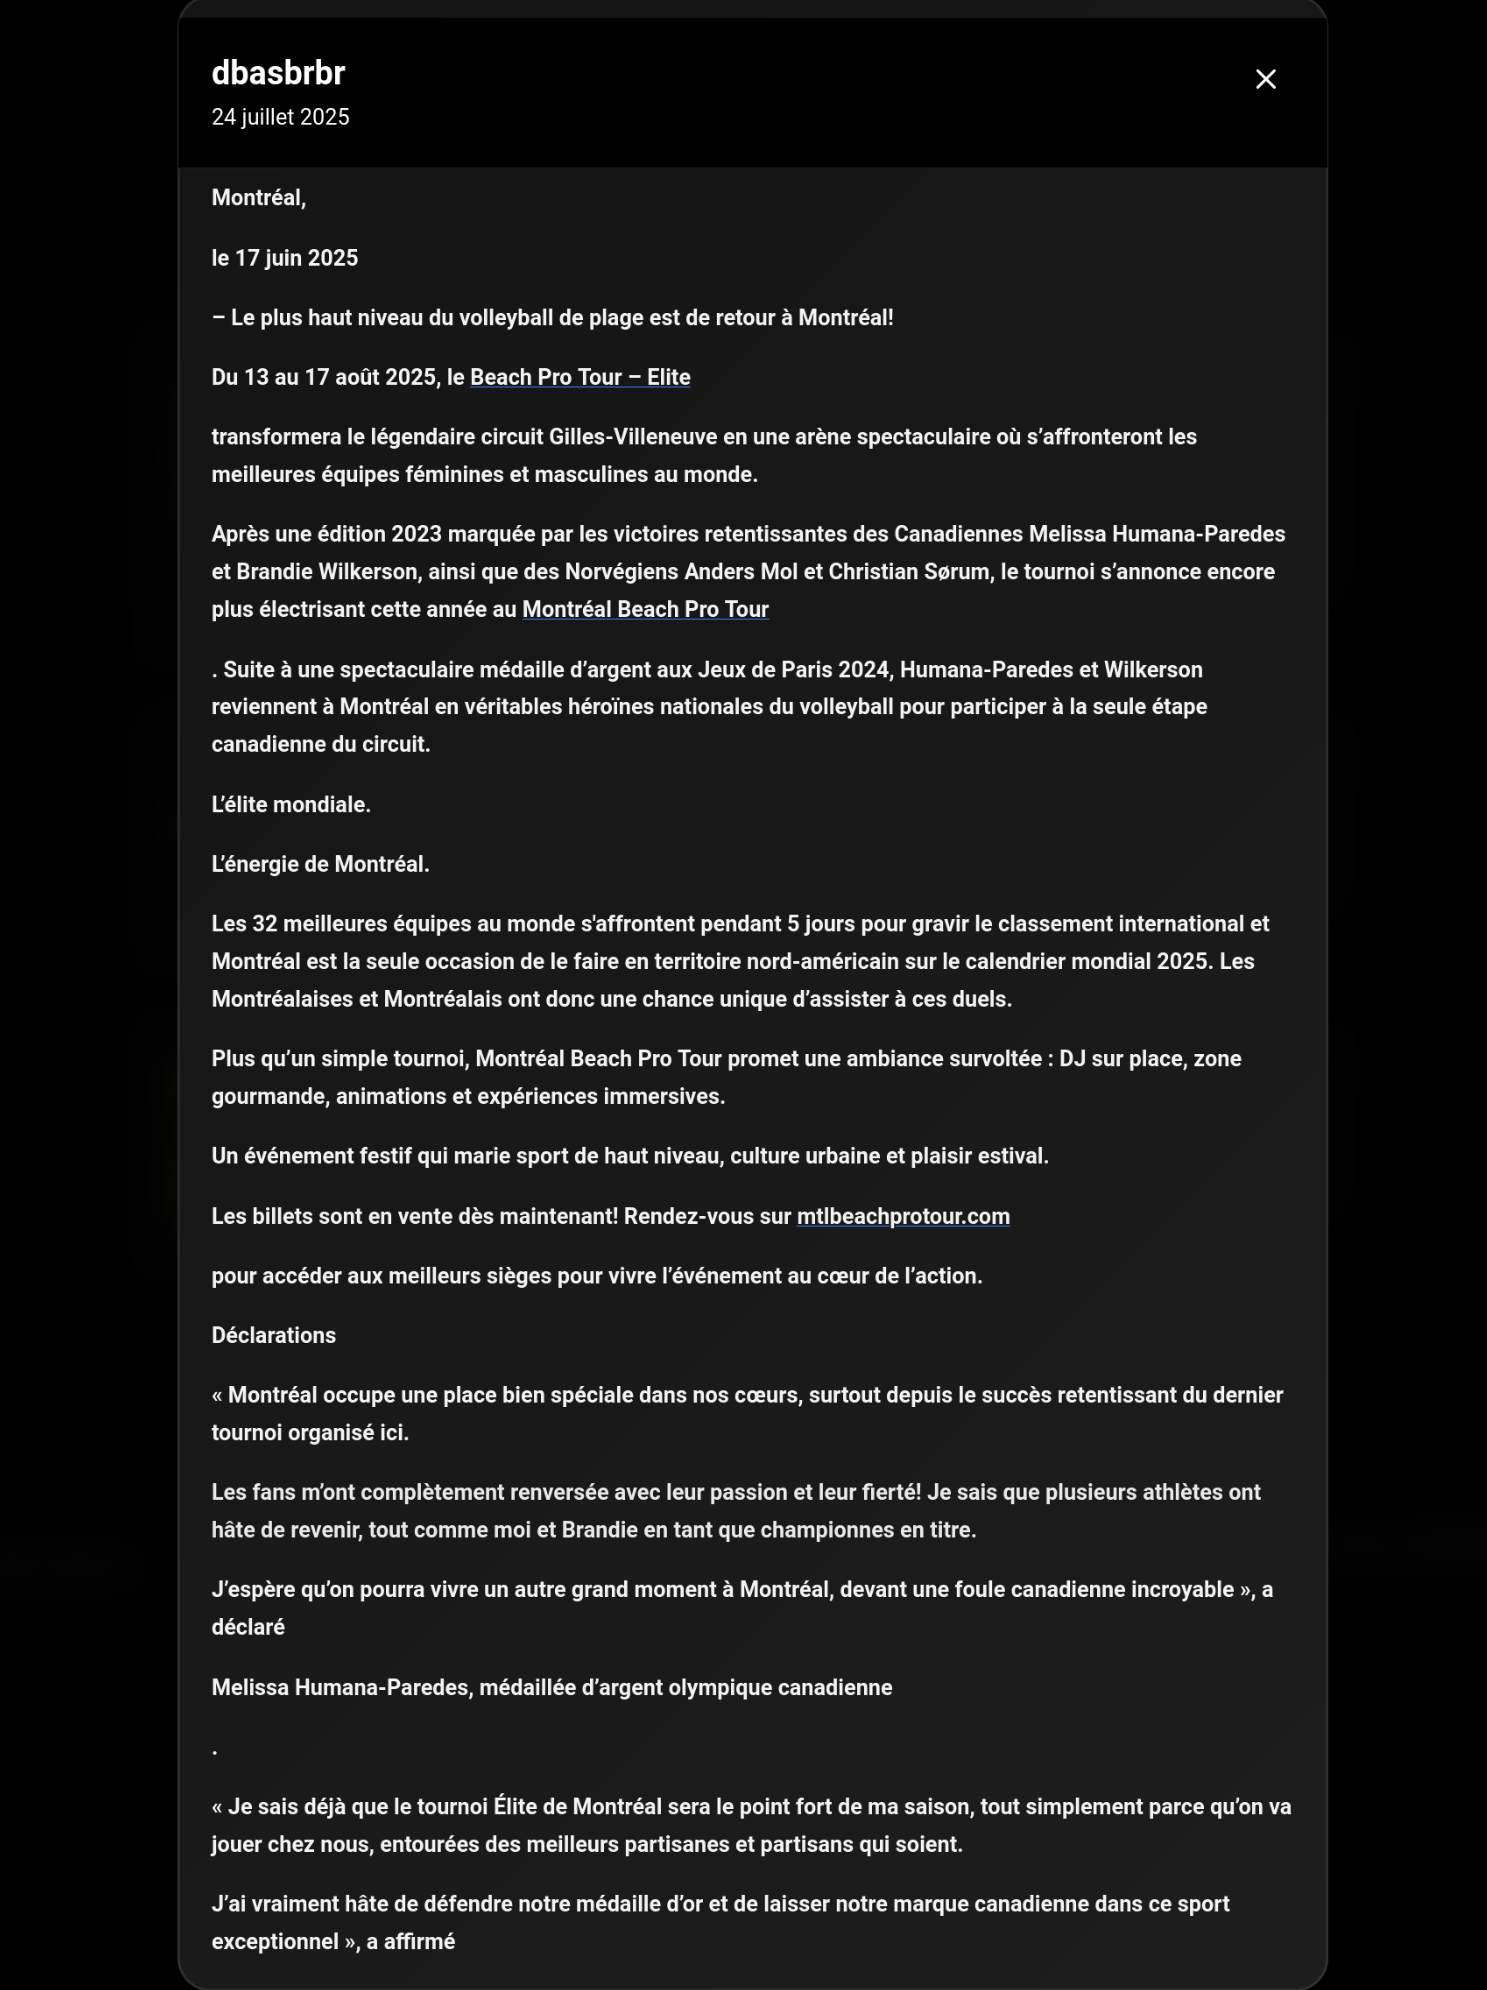 dbasbrbr
24 juillet 2025
Montréal,
le 17 juin 2025
– Le plus haut niveau du volleyball de plage est de retour à Montréal!
Du 13 au 17 août 2025, le Beach Pro Tour – Elite
transformera le légendaire circuit Gilles-Villeneuve en une arène spectaculaire où s’affronteront les
meilleures équipes féminines et masculines au monde.
Après une édition 2023 marquée par les victoires retentissantes des Canadiennes Melissa Humana-Paredes
et Brandie Wilkerson, ainsi que des Norvégiens Anders Mol et Christian Sørum, le tournoi s’annonce encore
plus électrisant cette année au Montréal Beach Pro Tour
. Suite à une spectaculaire médaille d’argent aux Jeux de Paris 2024, Humana-Paredes et Wilkerson
reviennent à Montréal en véritables héroïnes nationales du volleyball pour participer à la seule étape
canadienne du circuit.
L’élite mondiale.
L’énergie de Montréal.
Les 32 meilleures équipes au monde s'affrontent pendant 5 jours pour gravir le classement international et
Montréal est la seule occasion de le faire en territoire nord-américain sur le calendrier mondial 2025. Les
Montréalaises et Montréalais ont donc une chance unique d’assister à ces duels.
Plus qu’un simple tournoi, Montréal Beach Pro Tour promet une ambiance survoltée : DJ sur place, zone
gourmande, animations et expériences immersives.
Un événement festif qui marie sport de haut niveau, culture urbaine et plaisir estival.
Les billets sont en vente dès maintenant! Rendez-vous sur mtlbeachprotour.com
pour accéder aux meilleurs sièges pour vivre l’événement au cœur de l’action.
Déclarations
« Montréal occupe une place bien spéciale dans nos cœurs, surtout depuis le succès retentissant du dernier
tournoi organisé ici.
Les fans m’ont complètement renversée avec leur passion et leur fierté! Je sais que plusieurs athlètes ont
hâte de revenir, tout comme moi et Brandie en tant que championnes en titre.
J’espère qu’on pourra vivre un autre grand moment à Montréal, devant une foule canadienne incroyable », a
déclaré
Melissa Humana-Paredes, médaillée d’argent olympique canadienne
.
« Je sais déjà que le tournoi Élite de Montréal sera le point fort de ma saison, tout simplement parce qu’on va
jouer chez nous, entourées des meilleurs partisanes et partisans qui soient.
J’ai vraiment hâte de défendre notre médaille d’or et de laisser notre marque canadienne dans ce sport
exceptionnel », a affirmé